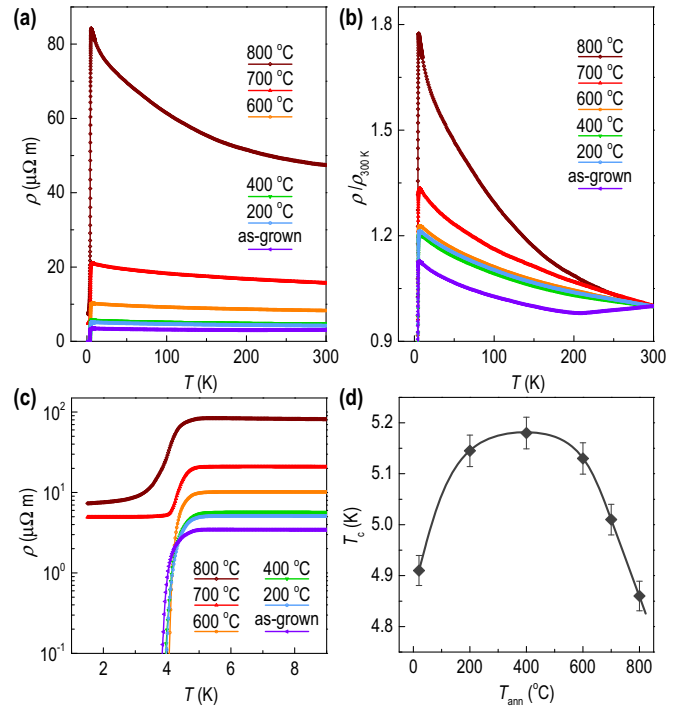 (a)
80
60
40
20
0
ρ (μΩ m)
800 °C
700 °C
600 °C
400 °C
200 °C
as-grown
0 100 200 300
T (K)
(b)
1.8
1.5
1.2
0.9
ρ/ρ300 K
800 °C
700 °C
600 °C
400 °C
200 °C
as-grown
0 100 200 300
T (K)
(c)
10²
10¹
10⁰
10⁻¹
ρ (μΩ m)
800 °C 400 °C
700 °C 200 °C
600 °C as-grown
2 4 6 8
T (K)
(d)
5.2
5.1
5.0
4.9
4.8
Tc (K)
0 200 400 600 800
Tann (°C)